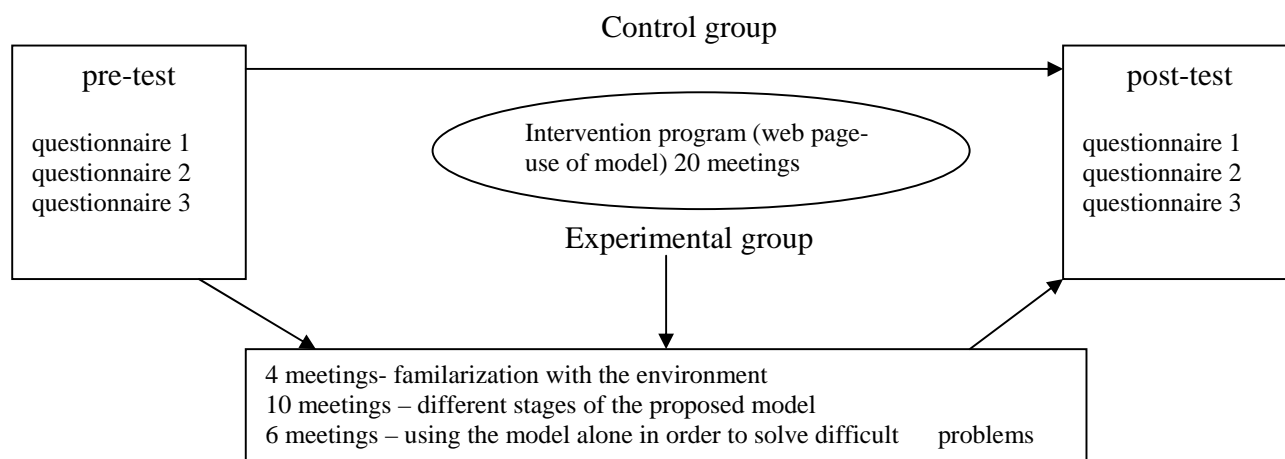 Control group
pre-test
questionnaire 1
questionnaire 2
questionnaire 3
Intervention program (web page-
use of model) 20 meetings
post-test
questionnaire 1
questionnaire 2
questionnaire 3
Experimental group
4 meetings- familarization with the environment
10 meetings – different stages of the proposed model
6 meetings – using the model alone in order to solve difficult problems